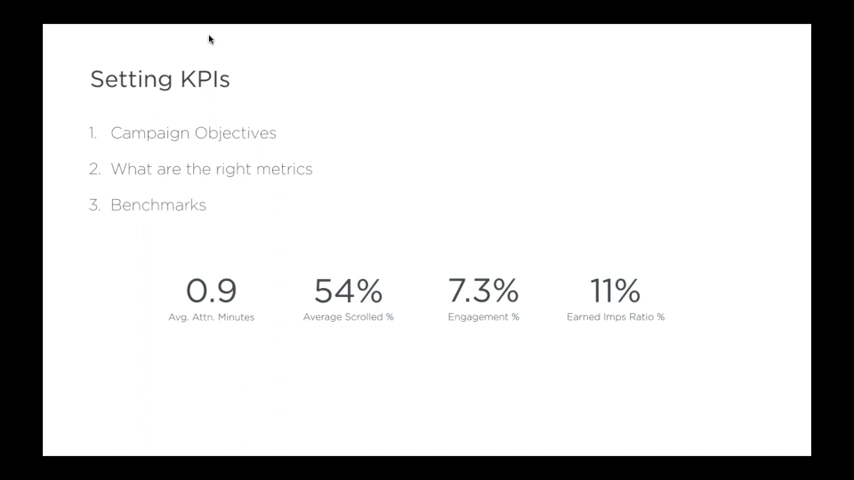 Setting KPIs
1. Campaign Objectives
2. What are the right metrics
3. Benchmarks
0.9 54% 7.3% 11%
Avg. Attn. Minutes Average Scrolled % Engagement % Earned Imps Ratio %